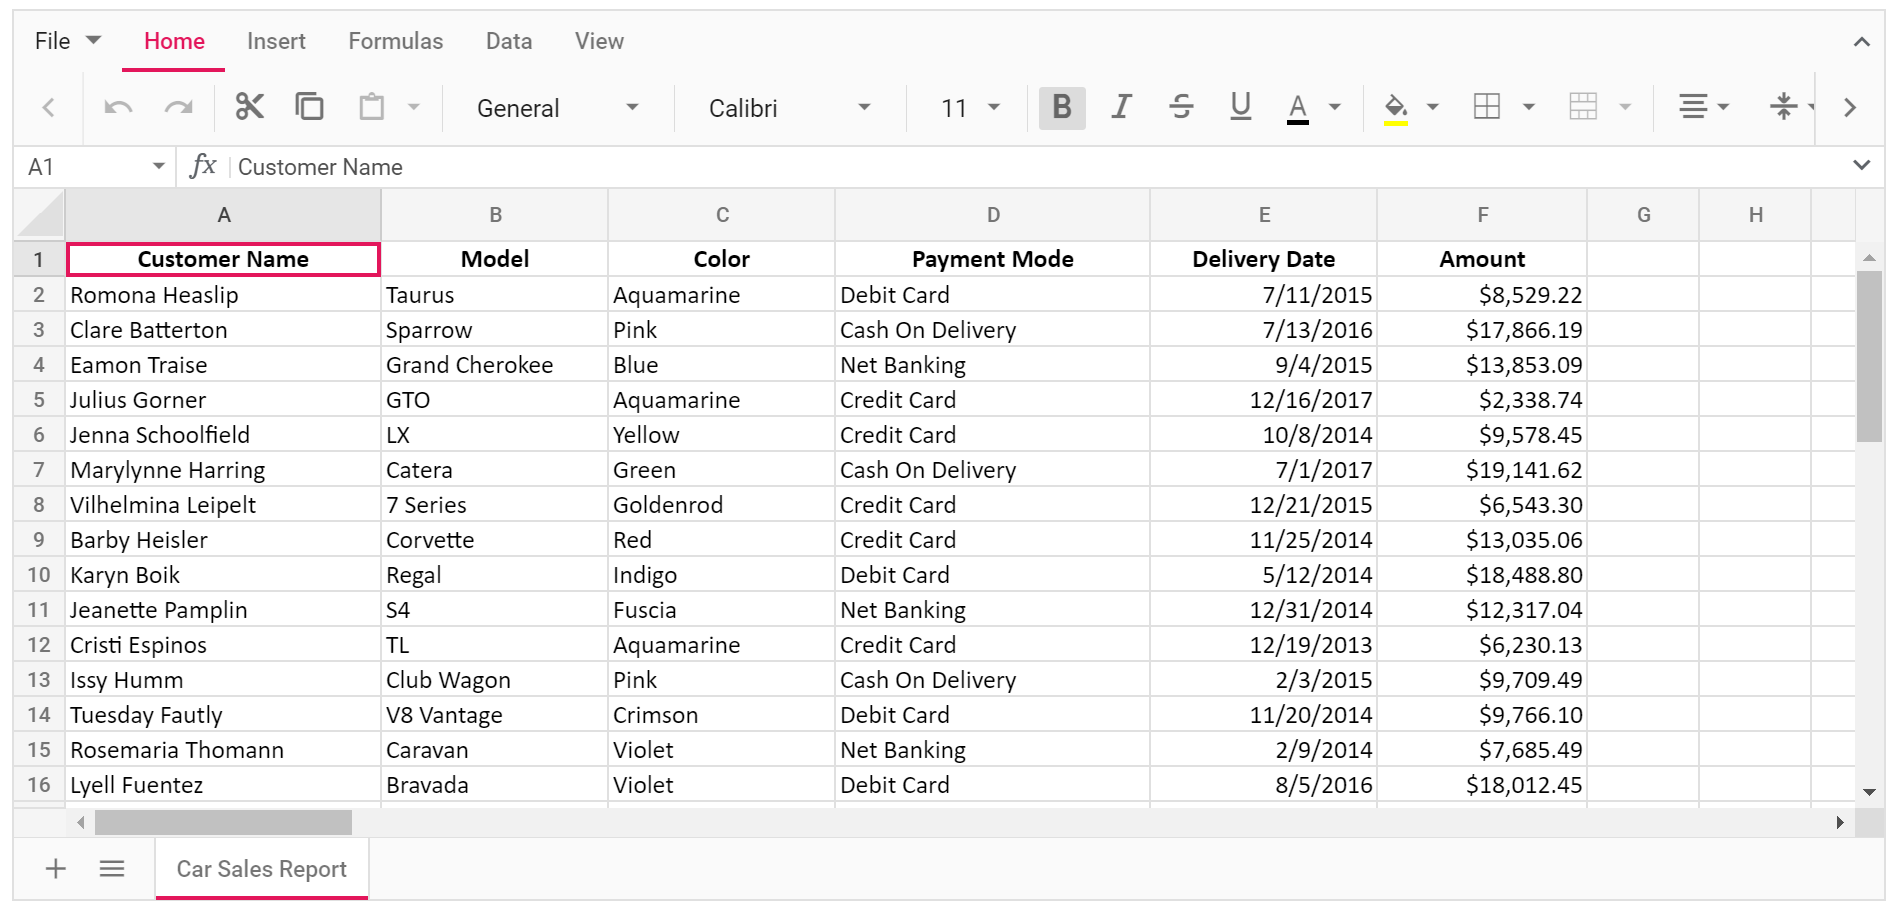 File Home Insert Formulas Data View
General Calibri 11 B I S U A
A1 fx Customer Name
A B C D E F G H
1 Customer Name Model Color Payment Mode Delivery Date Amount
2 Romona Heaslip Taurus Aquamarine Debit Card 7/11/2015 $8,529.22
3 Clare Batterton Sparrow Pink Cash On Delivery 7/13/2016 $17,866.19
4 Eamon Traise Grand Cherokee Blue Net Banking 9/4/2015 $13,853.09
5 Julius Gorner GTO Aquamarine Credit Card 12/16/2017 $2,338.74
6 Jenna Schoolfield LX Yellow Credit Card 10/8/2014 $9,578.45
7 Marylynne Harring Catera Green Cash On Delivery 7/1/2017 $19,141.62
8 Vilhelmina Leipelt 7 Series Goldenrod Credit Card 12/21/2015 $6,543.30
9 Barby Heisler Corvette Red Credit Card 11/25/2014 $13,035.06
10 Karyn Boik Regal Indigo Debit Card 5/12/2014 $18,488.80
11 Jeanette Pamplin S4 Fuscia Net Banking 12/31/2014 $12,317.04
12 Cristi Espinos TL Aquamarine Credit Card 12/19/2013 $6,230.13
13 Issy Humm Club Wagon Pink Cash On Delivery 2/3/2015 $9,709.49
14 Tuesday Fautly V8 Vantage Crimson Debit Card 11/20/2014 $9,766.10
15 Rosemaria Thomann Caravan Violet Net Banking 2/9/2014 $7,685.49
16 Lyell Fuentez Bravada Violet Debit Card 8/5/2016 $18,012.45
Car Sales Report